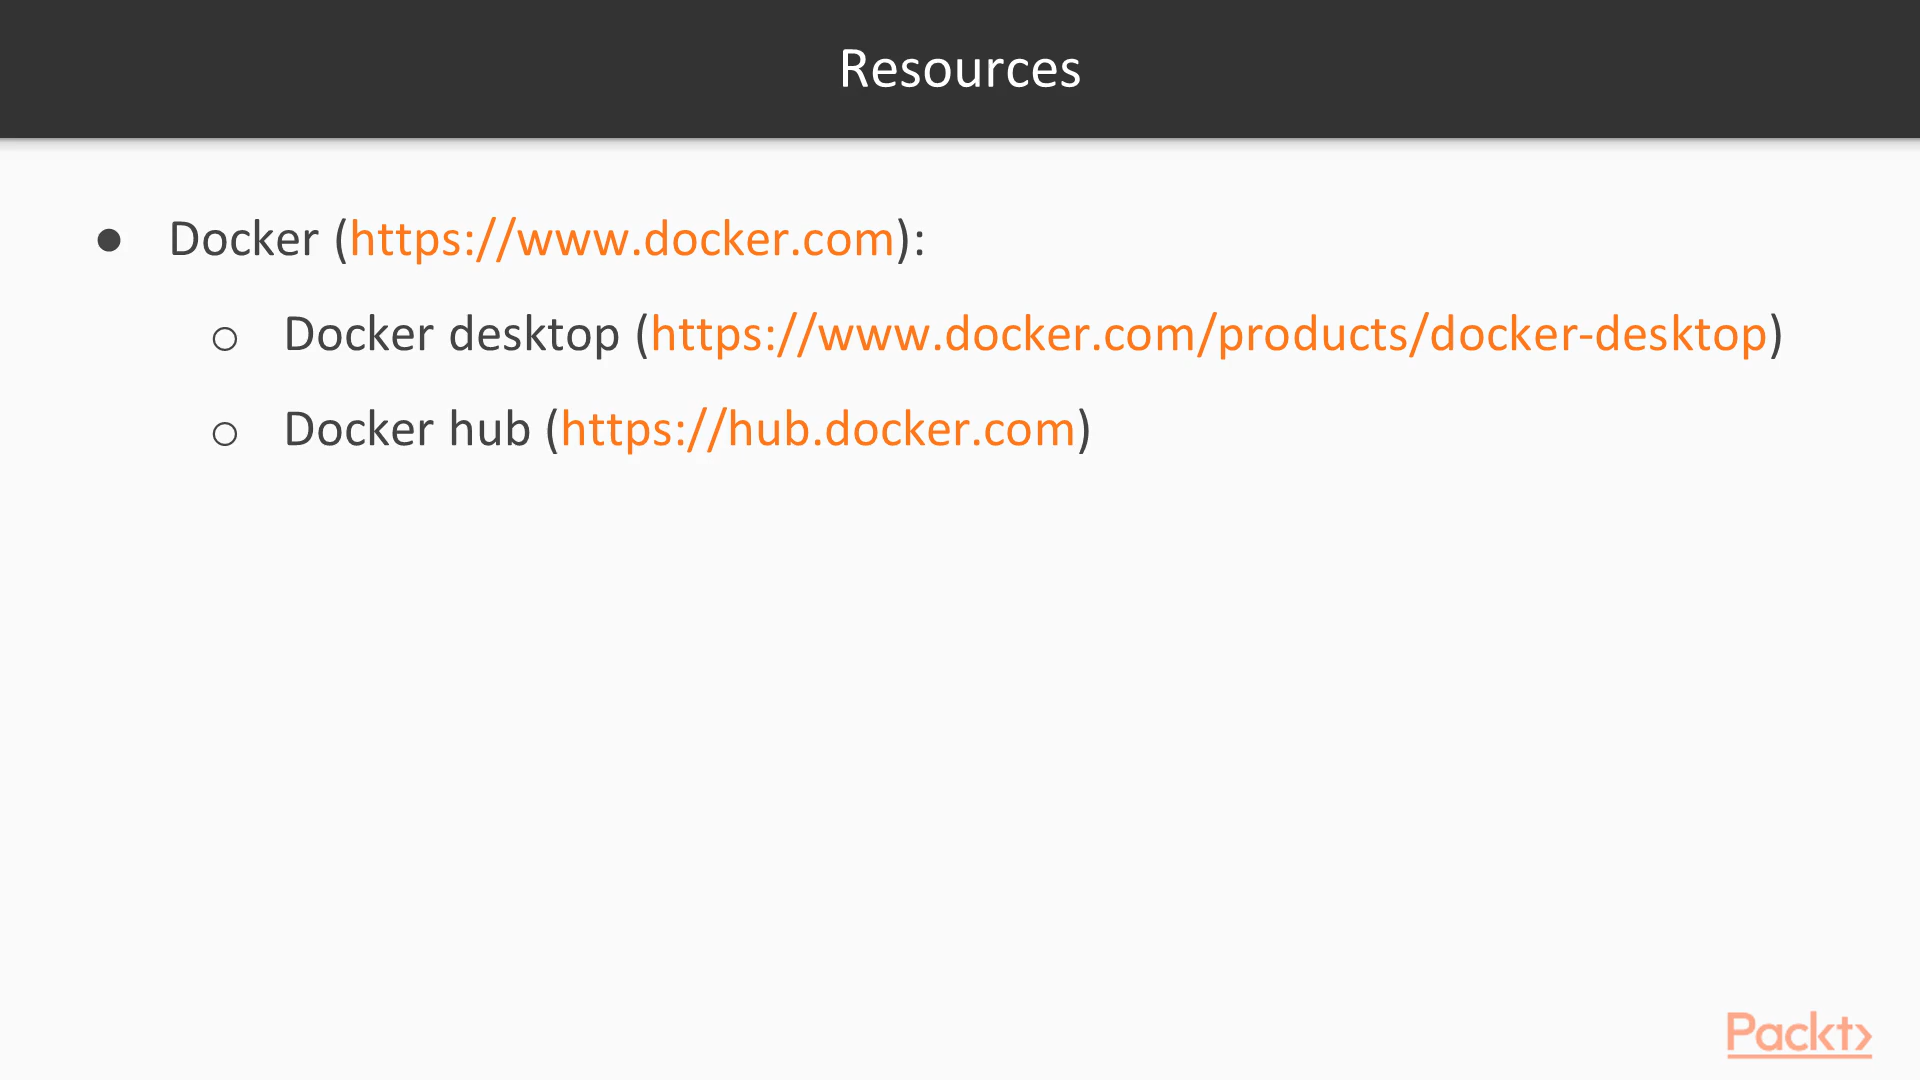 Resources
● Docker (https://www.docker.com):
○ Docker desktop (https://www.docker.com/products/docker-desktop)
○ Docker hub (https://hub.docker.com)
Packt>